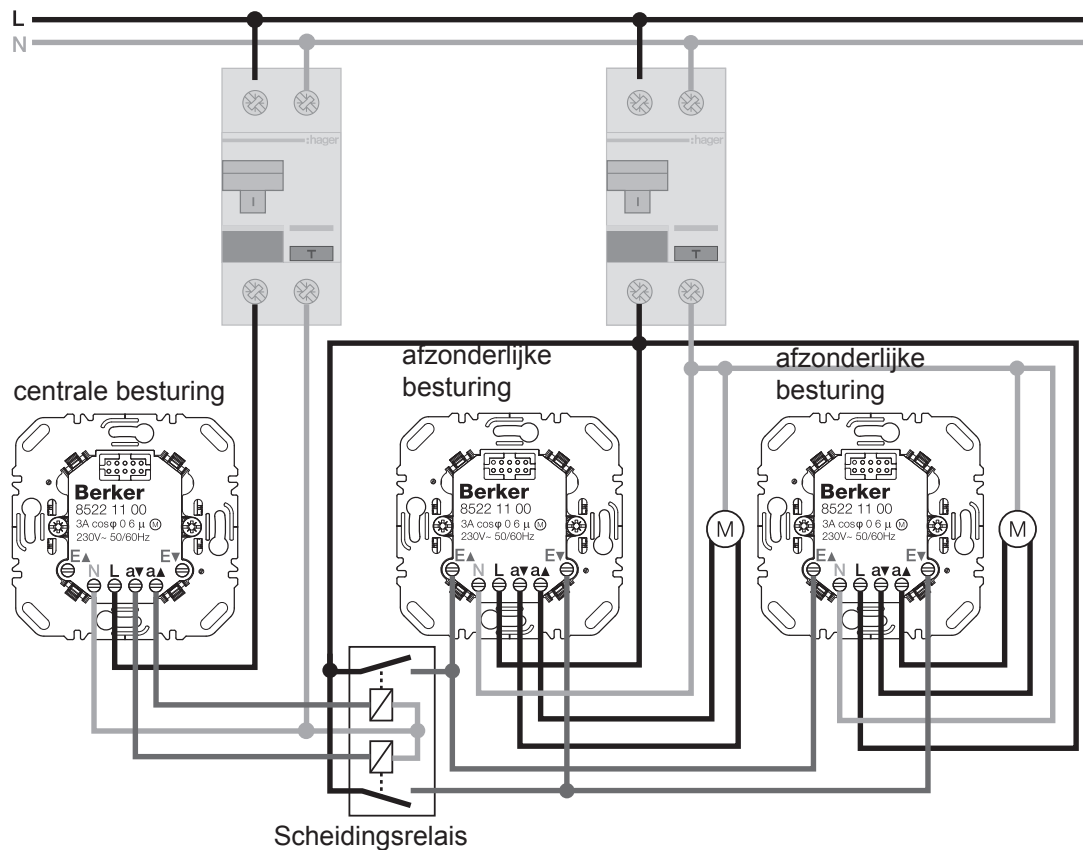 L
N
:hager
I
T
:hager
I
T
centrale besturing
afzonderlijke
besturing
afzonderlijke
besturing
Berker
8522 11 00
3A cosφ 0 6 µ M
230V~ 50/60Hz
E▲ N L a▼ a▲ E▼
Berker
8522 11 00
3A cosφ 0 6 µ M
230V~ 50/60Hz
E▲ N L a▼ a▲ E▼
M
Berker
8522 11 00
3A cosφ 0 6 µ M
230V~ 50/60Hz
E▲ N L a▼ a▲ E▼
M
Scheidingsrelais